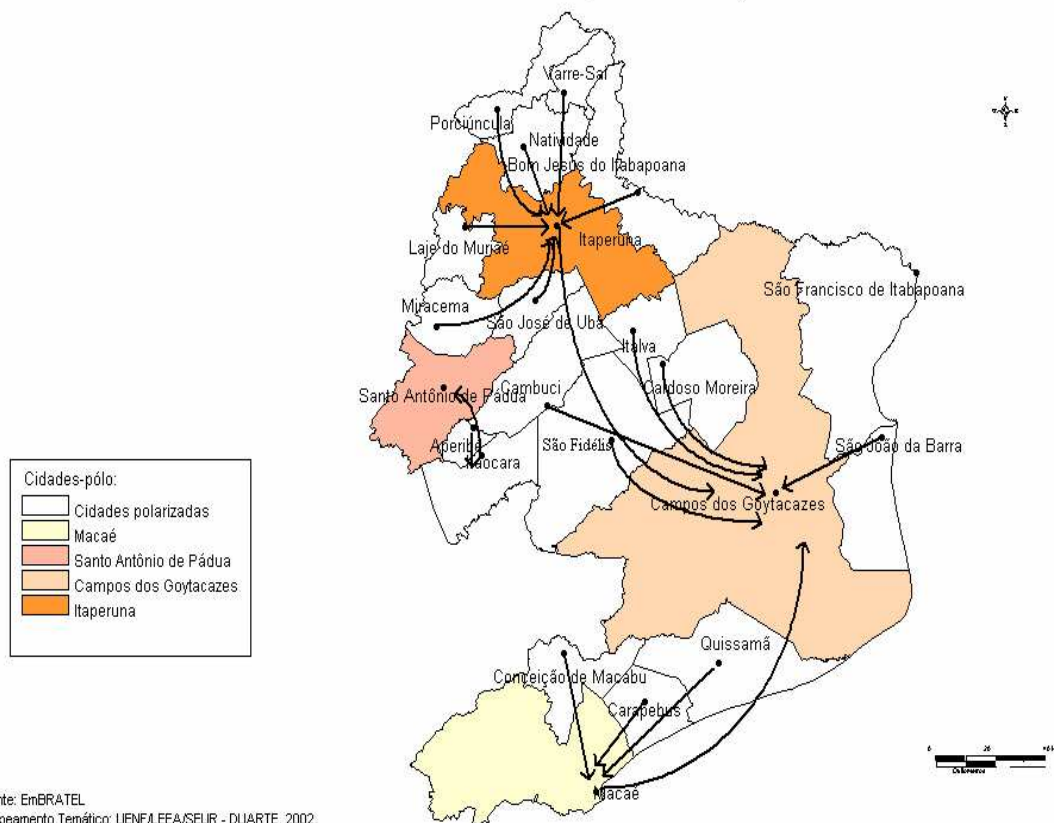 Varre-Sai
Porciúncula
Natividade
Bom Jesus do Itabapoana
Itaperuna
Laje do Muriaé
São Francisco de Itabapoana
Miracema
São José de Ubá
Italva
Cardoso Moreira
Cambuci
Santo Antônio de Pádua
Aperibé
Itaocara
São Fidélis
São João da Barra
Campos dos Goytacazes
Cidades-pólo:
Cidades polarizadas
Macaé
Santo Antônio de Pádua
Campos dos Goytacazes
Itaperuna
Quissamã
Conceição de Macabu
Carapebus
Macaé
0 20
nte: EmBRATEL
peamento Temático: UENF/LEEA/SEUR - DUARTE, 2002